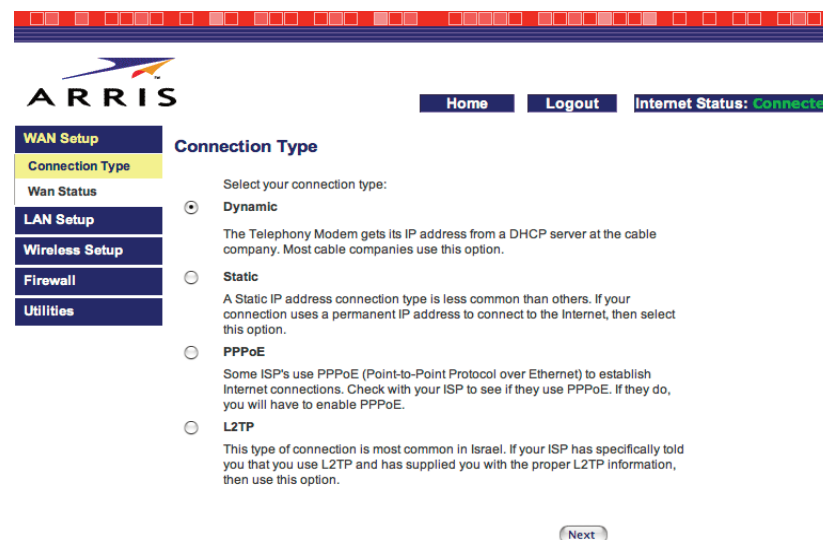 ARRIS
Home
Logout
Internet Status: Connecte
WAN Setup
Connection Type
Wan Status
LAN Setup
Wireless Setup
Firewall
Utilities
Connection Type
Select your connection type:
Dynamic
The Telephony Modem gets its IP address from a DHCP server at the cable
company. Most cable companies use this option.
Static
A Static IP address connection type is less common than others. If your
connection uses a permanent IP address to connect to the Internet, then select
this option.
PPPoE
Some ISP's use PPPoE (Point-to-Point Protocol over Ethernet) to establish
Internet connections. Check with your ISP to see if they use PPPoE. If they do,
you will have to enable PPPoE.
L2TP
This type of connection is most common in Israel. If your ISP has specifically told
you that you use L2TP and has supplied you with the proper L2TP information,
then use this option.
Next